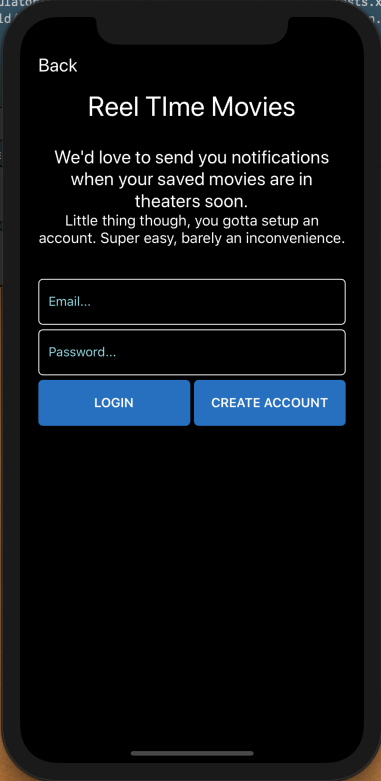 Back
Reel TIme Movies
We'd love to send you notifications
when your saved movies are in
theaters soon.
Little thing though, you gotta setup an
account. Super easy, barely an inconvenience.
Email...
Password...
LOGIN CREATE ACCOUNT